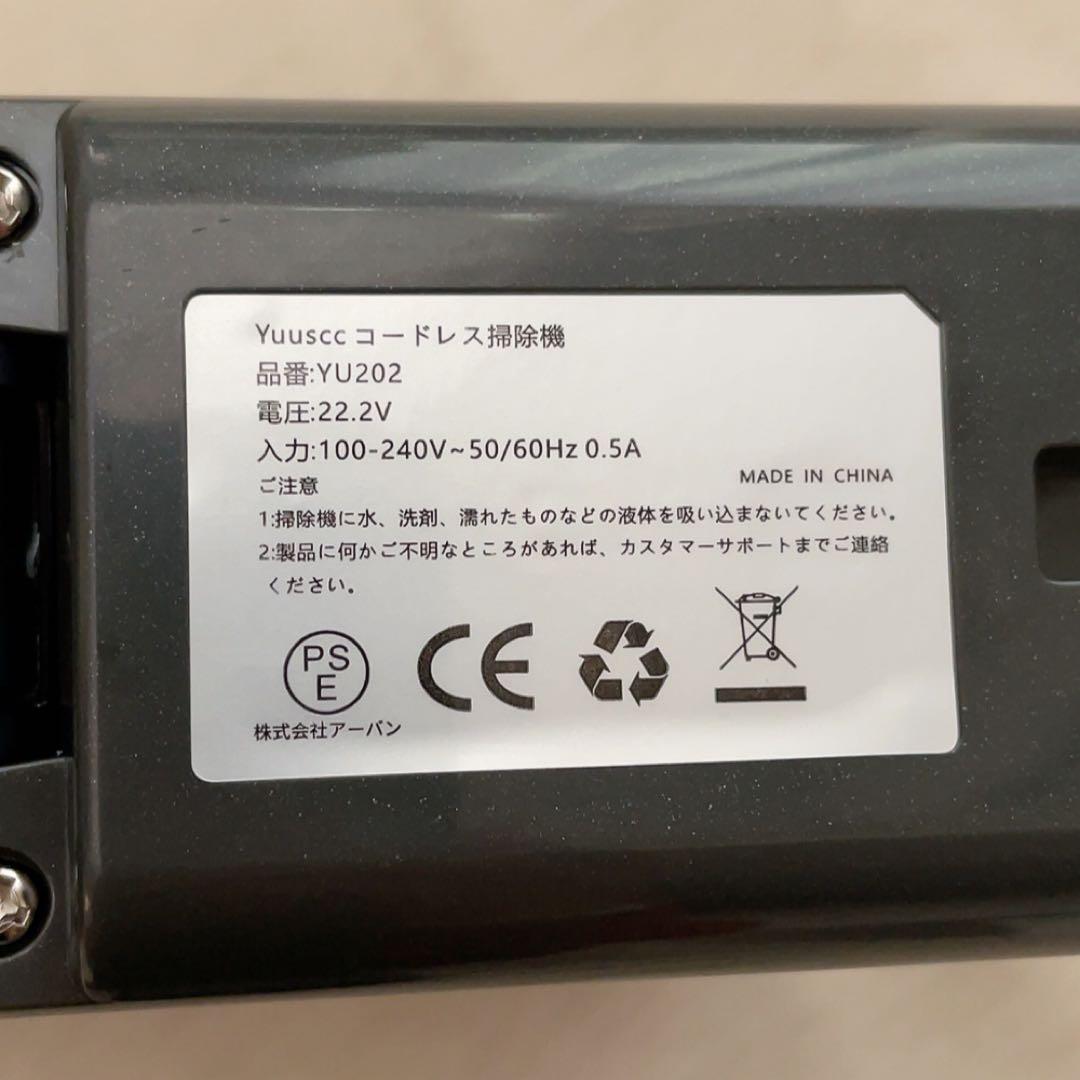 Yuuscc コードレス掃除機
品番:YU202
電圧:22.2V
入力:100-240V~50/60Hz 0.5A
ご注意
MADE IN CHINA
1:掃除機に水、洗剤、濡れたものなどの液体を吸い込まないてください。
2:製品に何かご不明なところがあれば、カスタマーサポートまでご連絡
ください。
PS
E
CE
株式会社アーバン